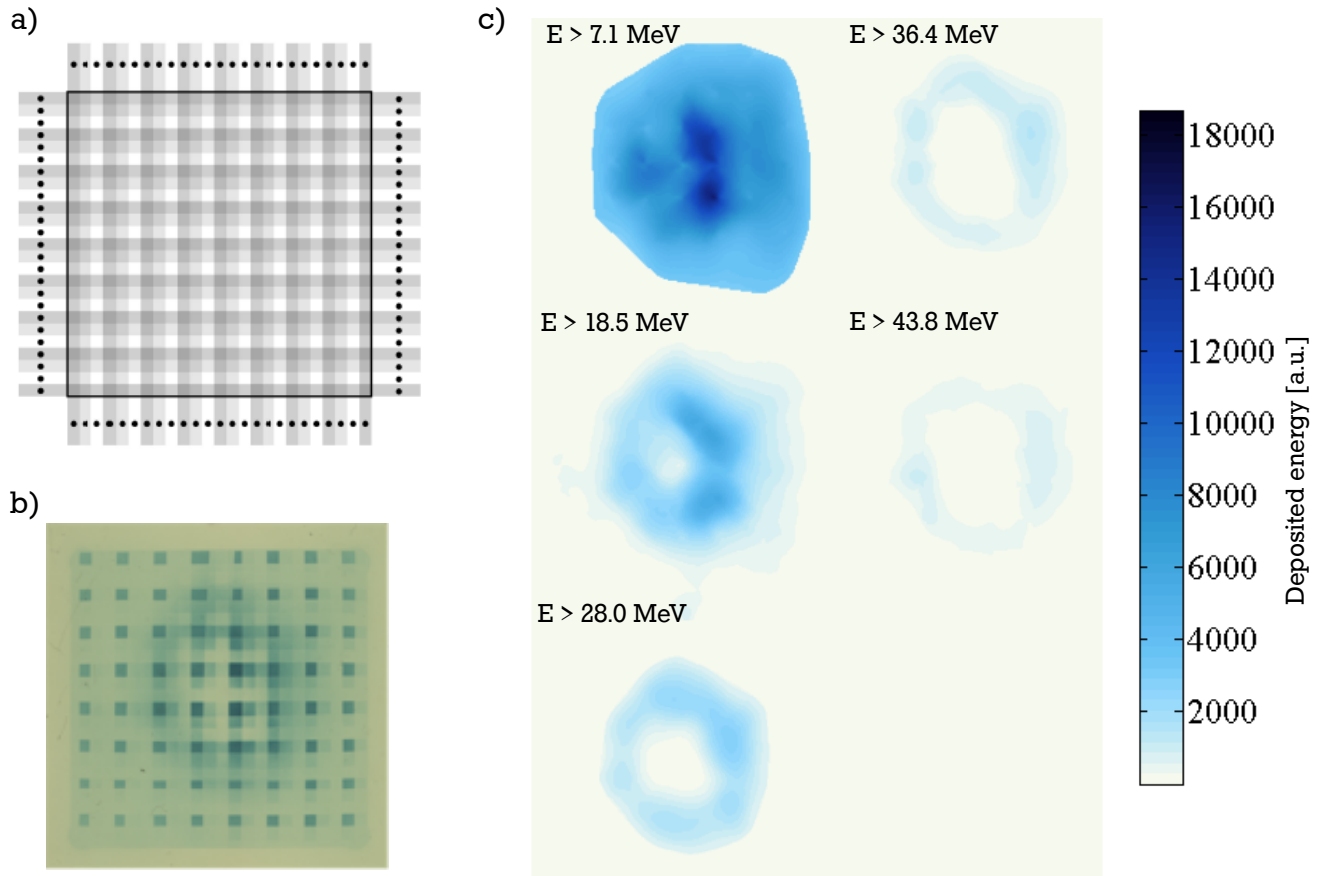 a)
b)
c)
E > 7.1 MeV
E > 36.4 MeV
E > 18.5 MeV
E > 43.8 MeV
E > 28.0 MeV
18000
16000
14000
12000
10000
8000
6000
4000
2000
Deposited energy [a.u.]